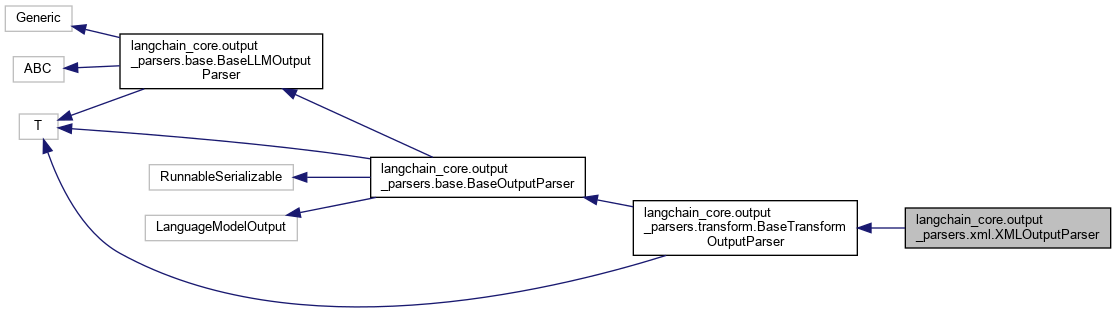 Generic
langchain_core.output
_parsers.base.BaseLLMOutput
Parser
ABC
T
langchain_core.output
_parsers.base.BaseOutputParser
RunnableSerializable
LanguageModelOutput
langchain_core.output
_parsers.transform.BaseTransform
OutputParser
langchain_core.output
_parsers.xml.XMLOutputParser